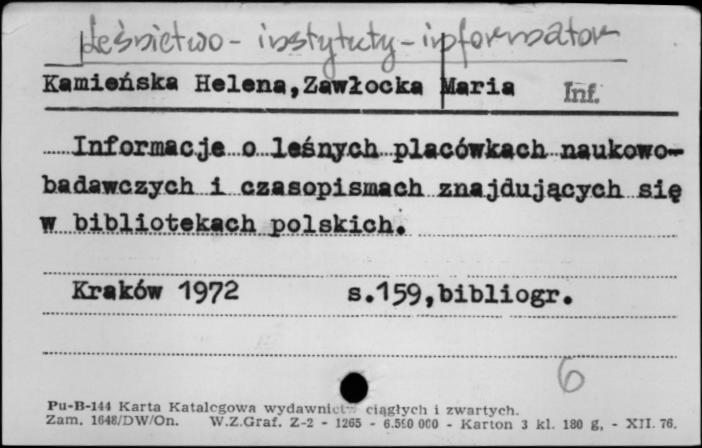 leśnictwo - instytuty - informator
Kamieńska Helena, Zawłocka Maria Inf.
Informacje o leśnych placówkach naukowo-
badawczych i czasopismach znajdujących się
w bibliotekach polskich.
Kraków 1972 s.159, bibliogr.
6
Pu-B-144 Karta Katalogowa wydawnictw ciągłych i zwartych.
Zam. 1648/DW/On. W.Z.Graf. Z-2 - 1265 - 6.500 000 - Karton 3 kl. 180 g, - XII. 76.